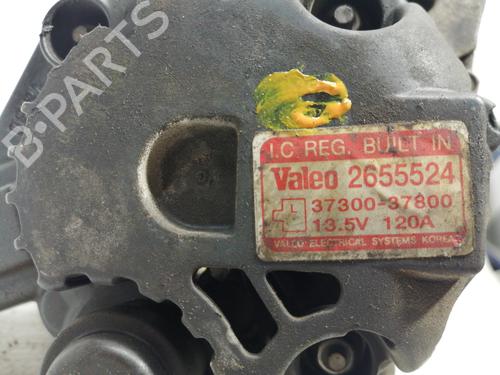 B-PARTS
I.C REG. BUILT IN
Valeo 2655524
37300-37800
13.5V 120A
VALEO ELECTRICAL SYSTEMS KOREA